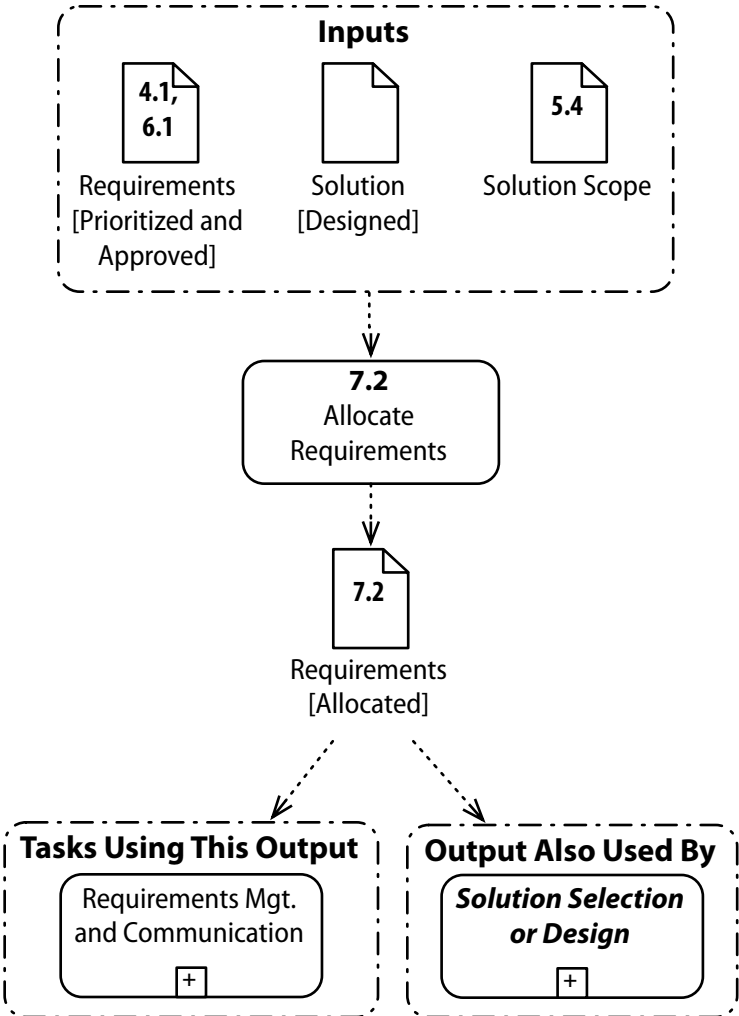 Inputs
4.1,
6.1
5.4
Requirements
[Prioritized and
Approved]
Solution
[Designed]
Solution Scope
7.2
Allocate
Requirements
7.2
Requirements
[Allocated]
Tasks Using This Output
Requirements Mgt.
and Communication
+
Output Also Used By
Solution Selection
or Design
+